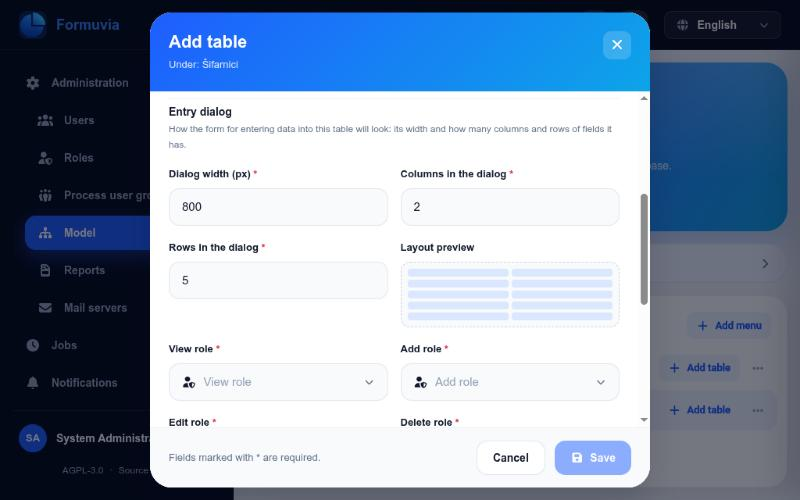 Formuvia
English
Administration
Users
Roles
Process user gr
Model
Reports
Mail servers
Jobs
Notifications
SA
System Administra
AGPL-3.0 · Source
Add table
Under: Šifarnici
Entry dialog
How the form for entering data into this table will look: its width and how many columns and rows of fields it
has.
Dialog width (px) *
Columns in the dialog *
800
2
Rows in the dialog *
Layout preview
5
View role *
Add role *
View role
Add role
Edit role *
Delete role *
Fields marked with * are required.
Cancel
Save
ase.
Add menu
Add table
Add table